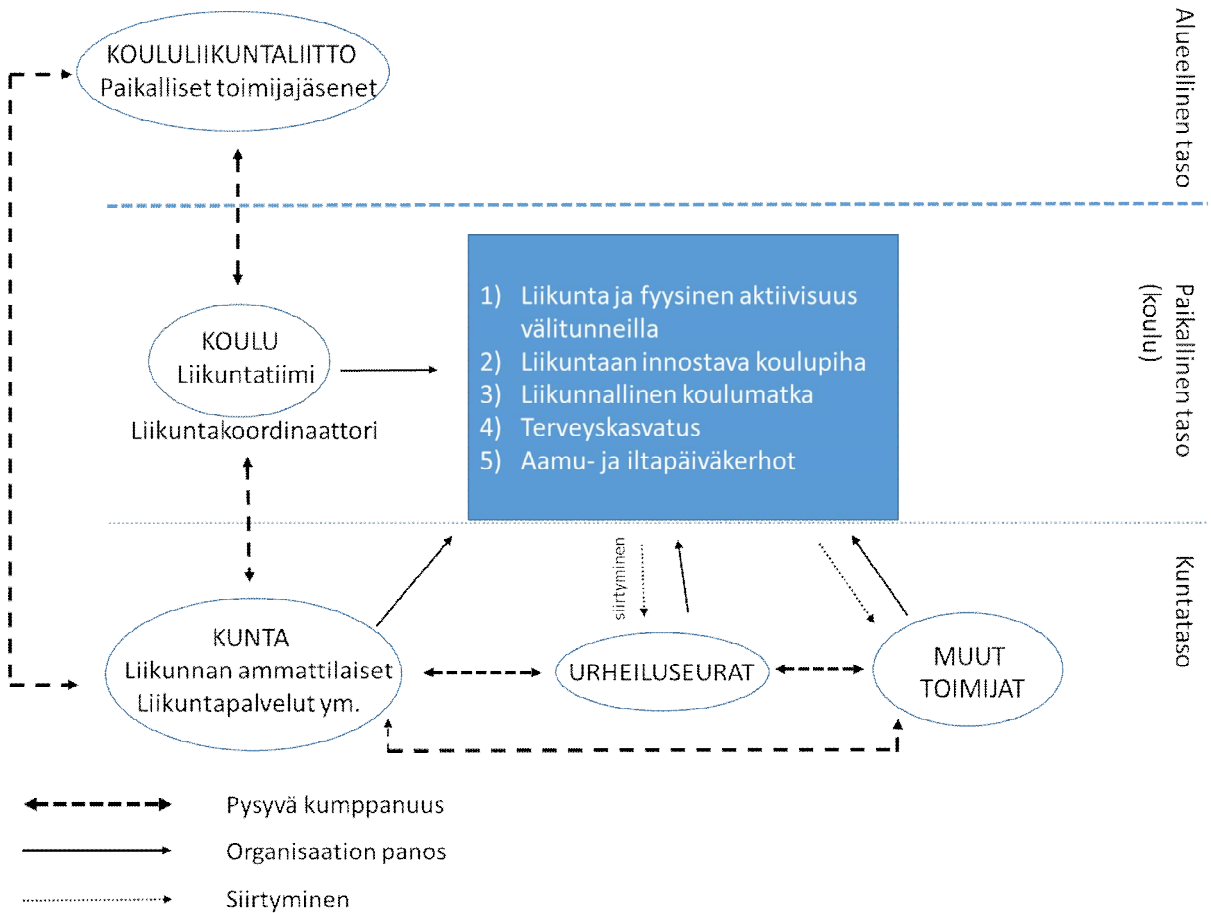 KOULULIIKUNTALIITTO
Paikalliset toimijajäsenet
Alueellinen taso
KOULU
Liikuntatiimi
Liikuntakoordinaattori
1) Liikunta ja fyysinen aktiivisuus
välitunneilla
2) Liikuntaan innostava koulupiha
3) Liikunnallinen koulumatka
4) Terveyskasvatus
5) Aamu- ja iltapäiväkerhot
Paikallinen taso
(koulu)
siirtyminen
KUNTA
Liikunnan ammattilaiset
Liikuntapalvelut ym.
URHEILUSEURAT
MUUT
TOIMIJAT
Kuntataso
Pysyvä kumppanuus
Organisaation panos
Siirtyminen